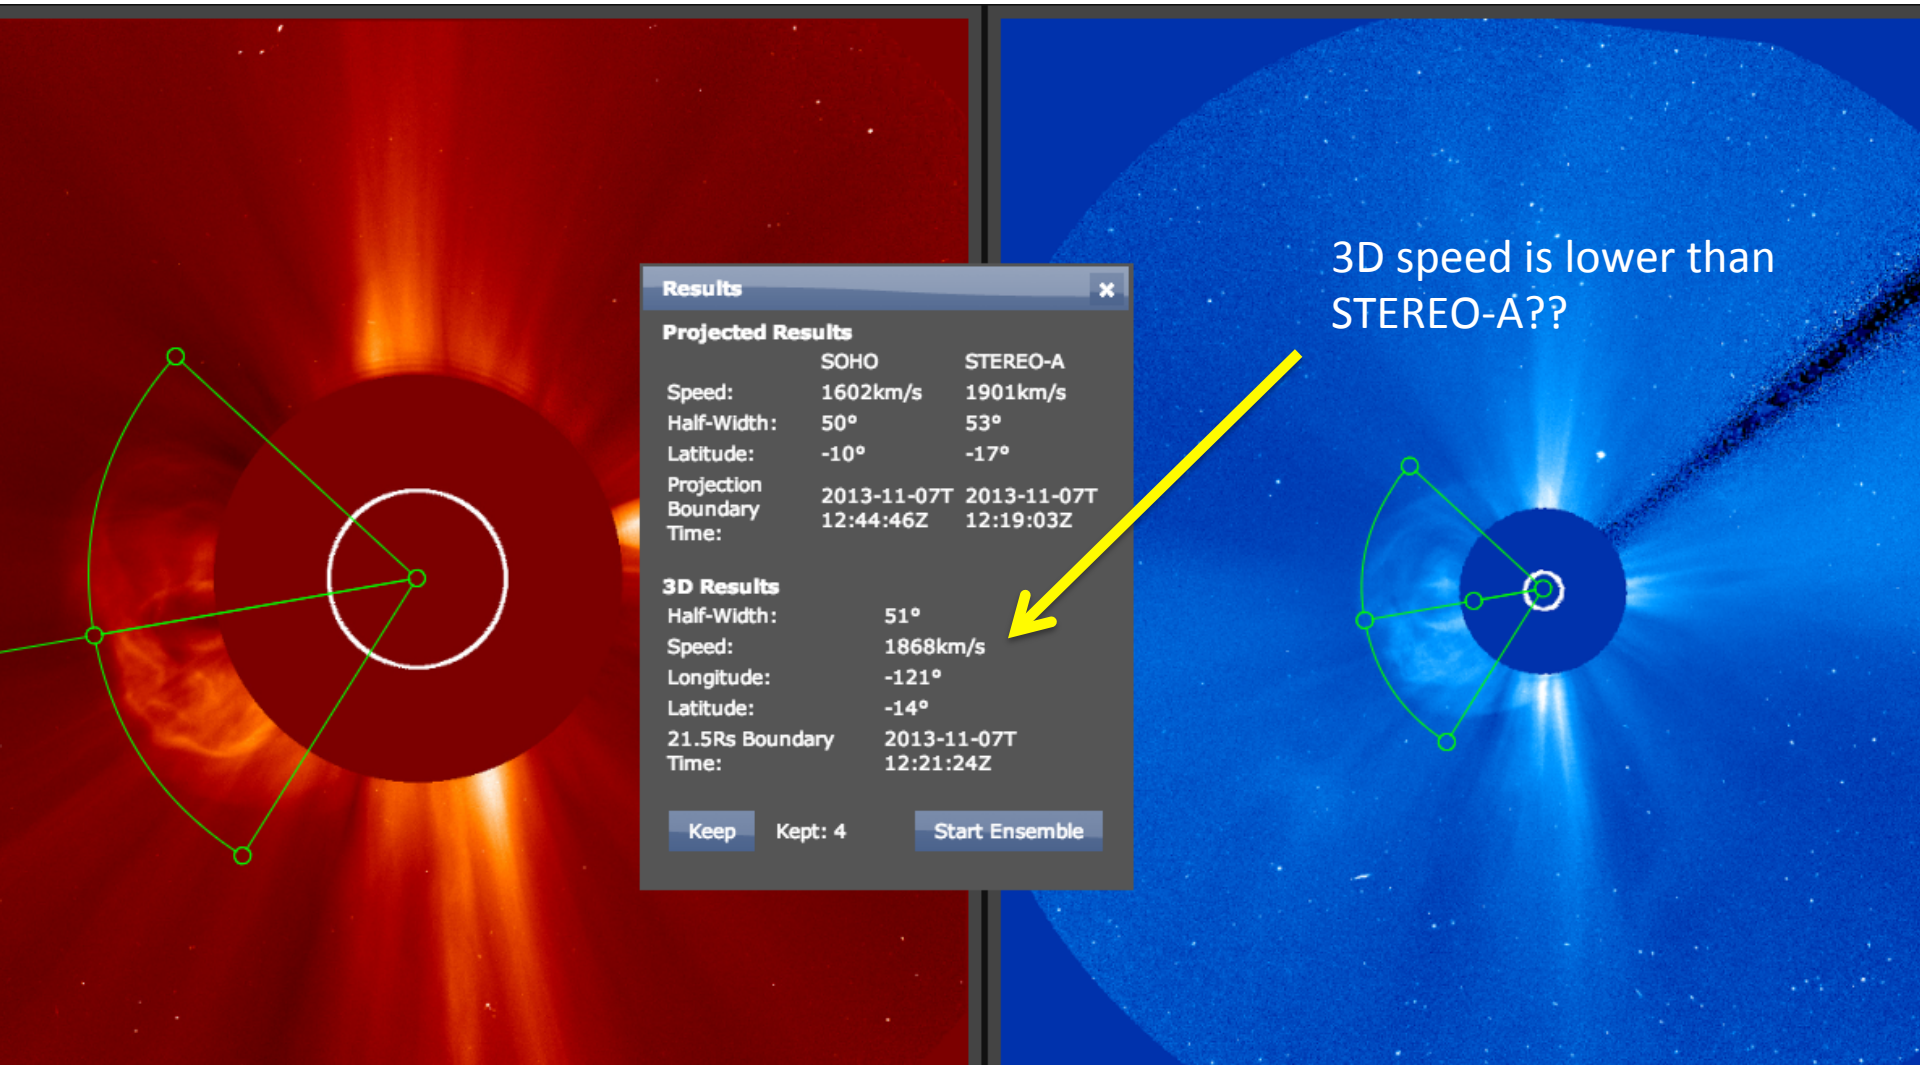 3D speed is lower than
STEREO-A??
Results
Projected Results
SOHO STEREO-A
Speed: 1602km/s 1901km/s
Half-Width: 50° 53°
Latitude: -10° -17°
Projection
Boundary
Time:
2013-11-07T 2013-11-07T
12:44:46Z 12:19:03Z
3D Results
Half-Width: 51°
Speed: 1868km/s
Longitude: -121°
Latitude: -14°
21.5Rs Boundary 2013-11-07T
Time: 12:21:24Z
Keep Kept: 4 Start Ensemble